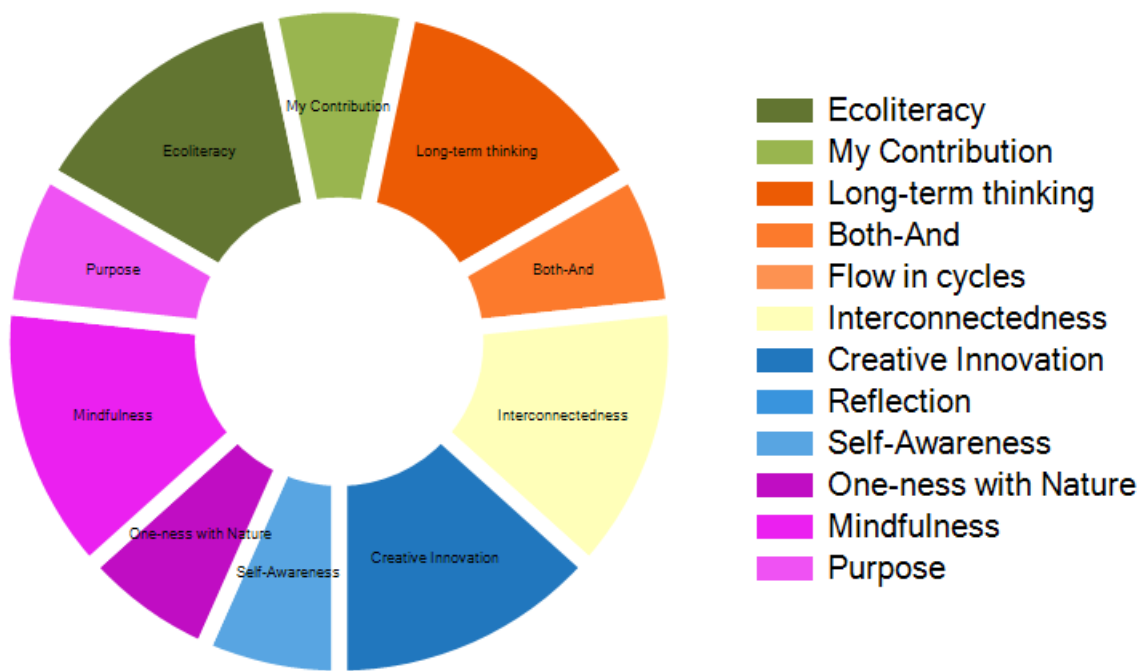 My Contribution
Long-term thinking
Ecoliteracy
Both-And
Purpose
Interconnectedness
Mindfulness
One-ness with Nature
Creative Innovation
Self-Awareness
Ecoliteracy
My Contribution
Long-term thinking
Both-And
Flow in cycles
Interconnectedness
Creative Innovation
Reflection
Self-Awareness
One-ness with Nature
Mindfulness
Purpose